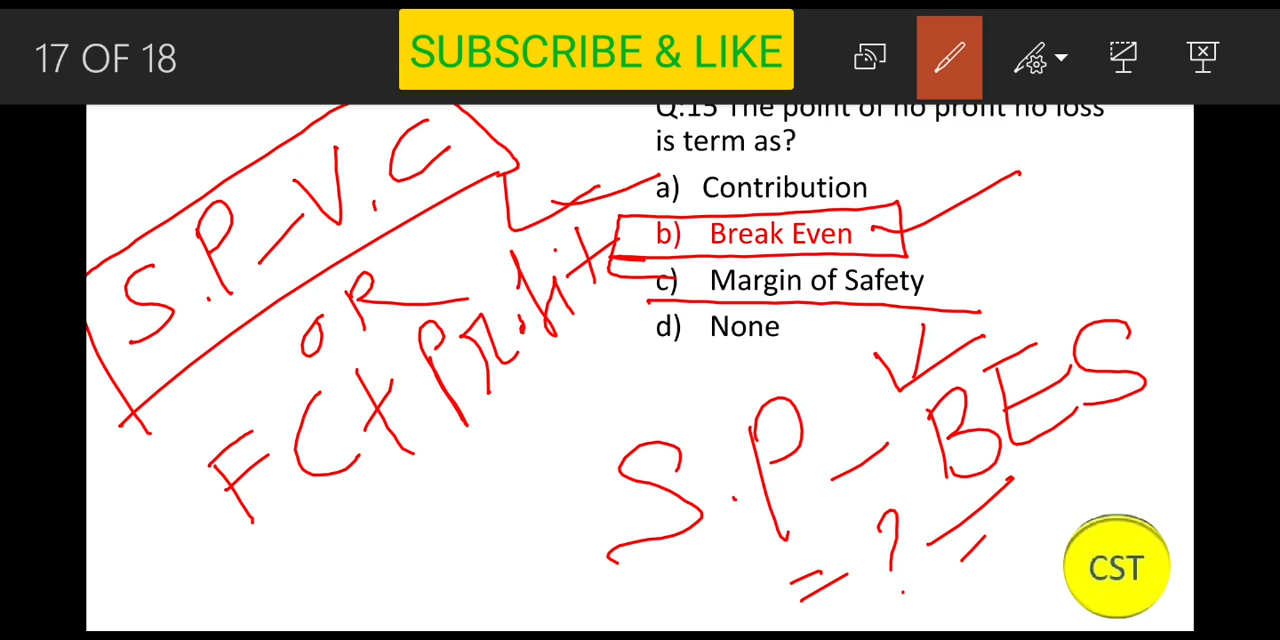 17 OF 18
SUBSCRIBE & LIKE
Q:15 The point of no profit no loss
is term as?
a) Contribution
b) Break Even
c) Margin of Safety
d) None
S.P - V.C
OR
FC + Profit
S.P - BES
= ?
CST